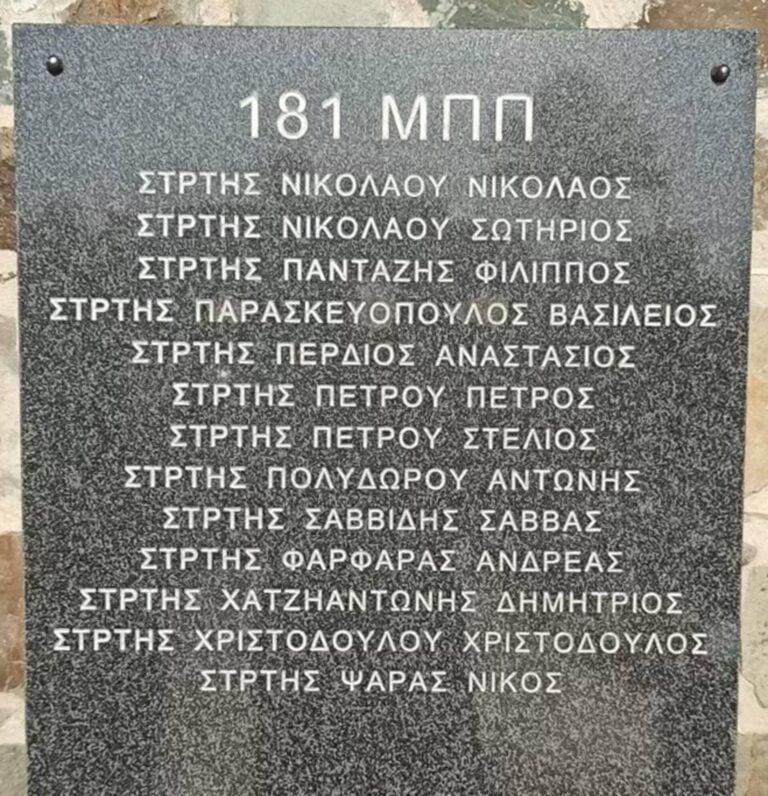 181 ΜΠΠ
ΣΤΡΤΗΣ ΝΙΚΟΛΑΟΥ ΝΙΚΟΛΑΟΣ
ΣΤΡΤΗΣ ΝΙΚΟΛΑΟΥ ΣΩΤΗΡΙΟΣ
ΣΤΡΤΗΣ ΠΑΝΤΑΖΗΣ ΦΙΛΙΠΠΟΣ
ΣΤΡΤΗΣ ΠΑΡΑΣΚΕΥΟΠΟΥΛΟΣ ΒΑΣΙΛΕΙΟΣ
ΣΤΡΤΗΣ ΠΕΡΔΙΟΣ ΑΝΑΣΤΑΣΙΟΣ
ΣΤΡΤΗΣ ΠΕΤΡΟΥ ΠΕΤΡΟΣ
ΣΤΡΤΗΣ ΠΕΤΡΟΥ ΣΤΕΛΙΟΣ
ΣΤΡΤΗΣ ΠΟΛΥΔΩΡΟΥ ΑΝΤΩΝΗΣ
ΣΤΡΤΗΣ ΣΑΒΒΙΔΗΣ ΣΑΒΒΑΣ
ΣΤΡΤΗΣ ΦΑΡΦΑΡΑΣ ΑΝΔΡΕΑΣ
ΣΤΡΤΗΣ ΧΑΤΖΗΑΝΤΩΝΗΣ ΔΗΜΗΤΡΙΟΣ
ΣΤΡΤΗΣ ΧΡΙΣΤΟΔΟΥΛΟΥ ΧΡΙΣΤΟΔΟΥΛΟΣ
ΣΤΡΤΗΣ ΨΑΡΑΣ ΝΙΚΟΣ